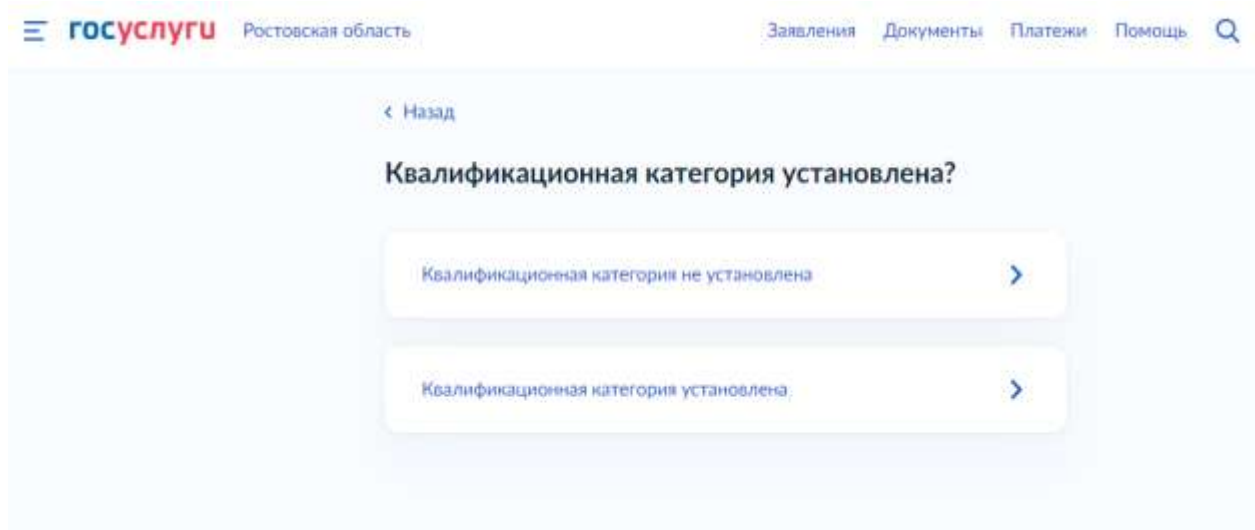 госуслуги Ростовская область Заявления Документы Платежи Помощь
Назад
Квалификационная категория установлена?
Квалификационная категория не установлена
Квалификационная категория установлена